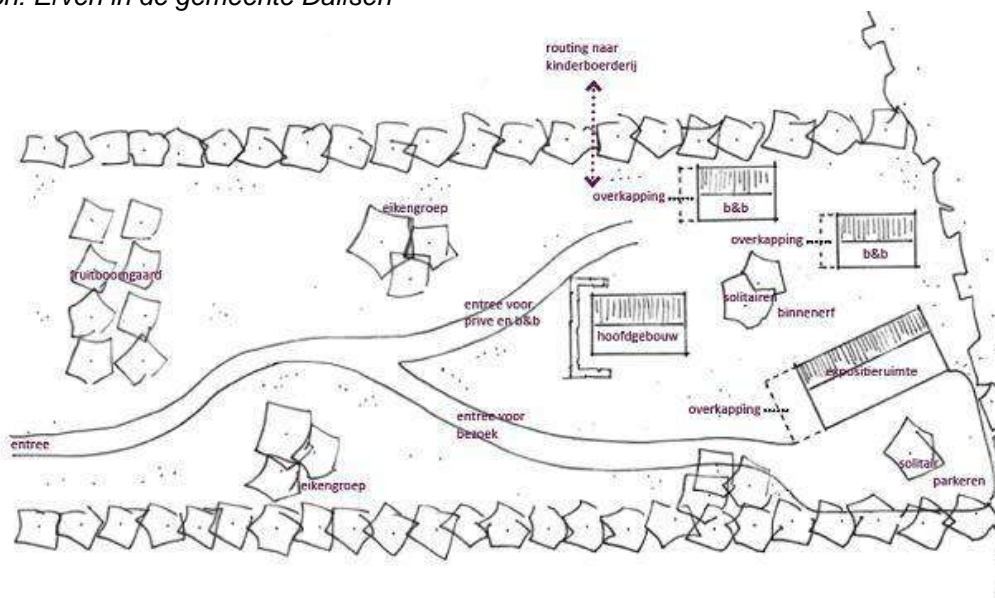 Erven in de gemeente Dalfsen
routing naar
kinderboerderij
overkapping
b&b
eikengroep
overkapping
b&b
fruitboomgaard
solitairen
binnenerf
entree voor
prive en b&b
hoofdgebouw
expositieruimte
overkapping
entree voor
bezoek
entree
solitair
parkeren
eikengroep